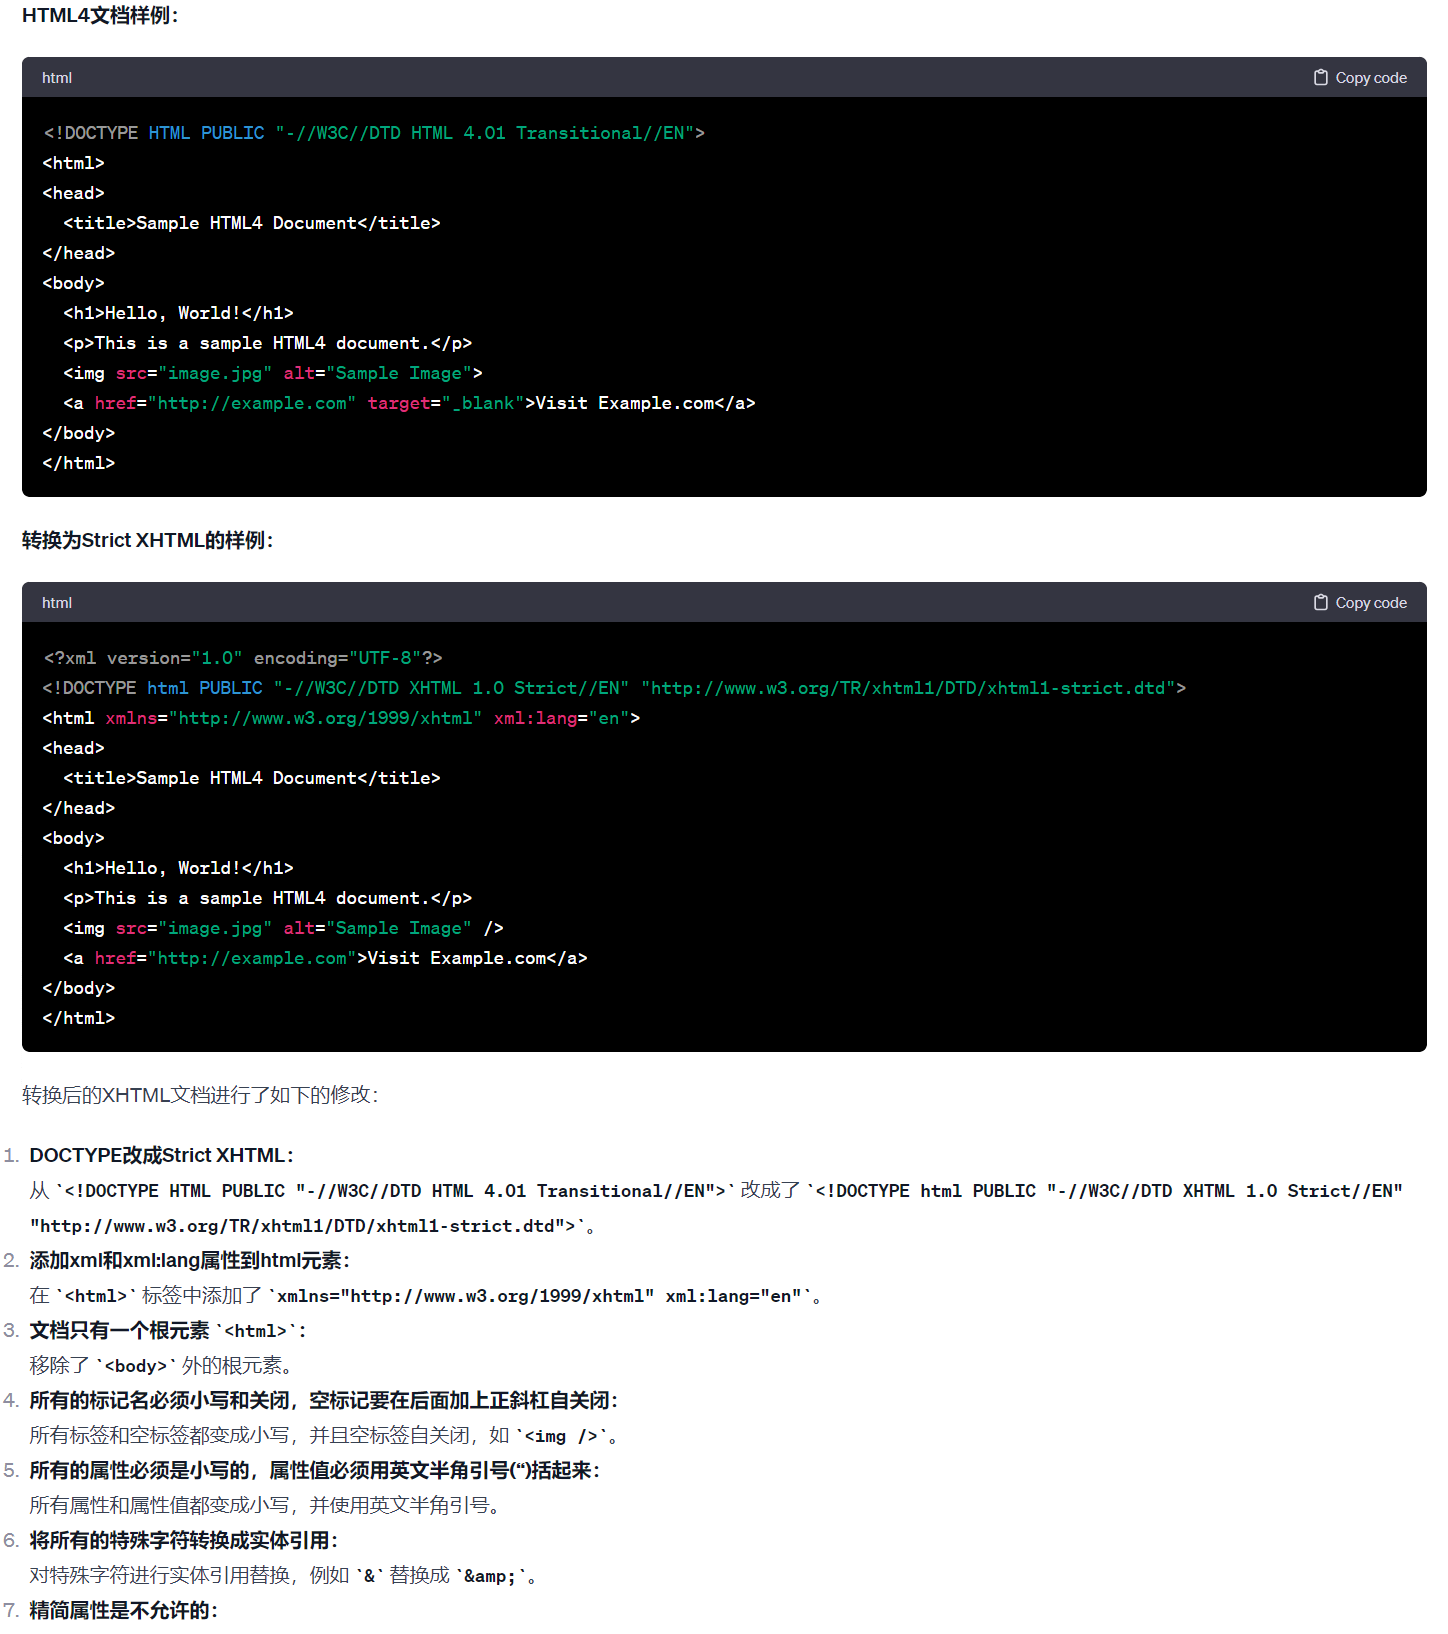 HTML4文档样例：
html
Copy code
<!DOCTYPE HTML PUBLIC "-//W3C//DTD HTML 4.01 Transitional//EN">
<html>
<head>
  <title>Sample HTML4 Document</title>
</head>
<body>
  <h1>Hello, World!</h1>
  <p>This is a sample HTML4 document.</p>
  <img src="image.jpg" alt="Sample Image">
  <a href="http://example.com" target="_blank">Visit Example.com</a>
</body>
</html>
转换为Strict XHTML的样例：
html
Copy code
<?xml version="1.0" encoding="UTF-8"?>
<!DOCTYPE html PUBLIC "-//W3C//DTD XHTML 1.0 Strict//EN" "http://www.w3.org/TR/xhtml1/DTD/xhtml1-strict.dtd">
<html xmlns="http://www.w3.org/1999/xhtml" xml:lang="en">
<head>
  <title>Sample HTML4 Document</title>
</head>
<body>
  <h1>Hello, World!</h1>
  <p>This is a sample HTML4 document.</p>
  <img src="image.jpg" alt="Sample Image" />
  <a href="http://example.com">Visit Example.com</a>
</body>
</html>
转换后的XHTML文档进行了如下的修改：
1. DOCTYPE改成Strict XHTML：
从 `<!DOCTYPE HTML PUBLIC "-//W3C//DTD HTML 4.01 Transitional//EN">` 改成了 `<!DOCTYPE html PUBLIC "-//W3C//DTD XHTML 1.0 Strict//EN"
"http://www.w3.org/TR/xhtml1/DTD/xhtml1-strict.dtd">`。
2. 添加xml和xml:lang属性到html元素：
在 `<html>` 标签中添加了 `xmlns="http://www.w3.org/1999/xhtml" xml:lang="en"`。
3. 文档只有一个根元素 `<html>`：
移除了 `<body>` 外的根元素。
4. 所有的标记名必须小写和关闭，空标记要在后面加上正斜杠自关闭：
所有标签和空标签都变成小写，并且空标签自关闭，如 `<img />`。
5. 所有的属性必须是小写的，属性值必须用英文半角引号(“)括起来：
所有属性和属性值都变成小写，并使用英文半角引号。
6. 将所有的特殊字符转换成实体引用：
对特殊字符进行实体引用替换，例如 `&` 替换成 `&amp;`。
7. 精简属性是不允许的：